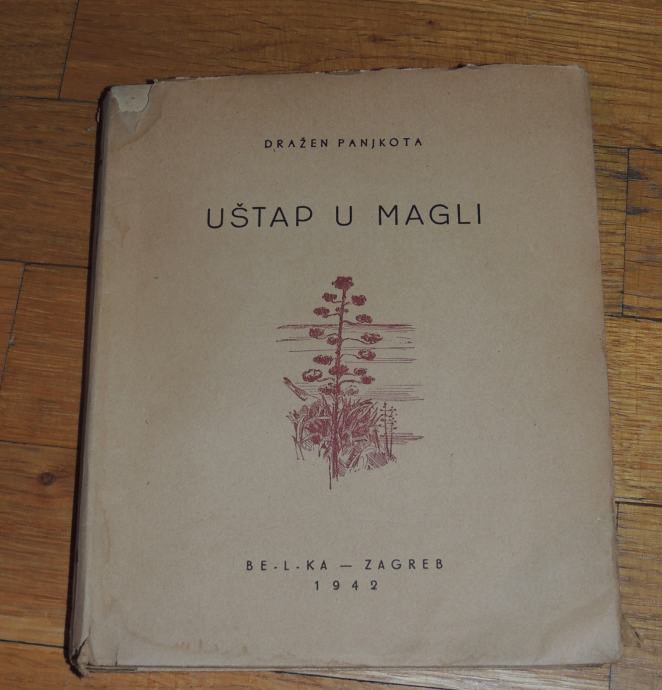 DRAŽEN PANJKOTA
UŠTAP U MAGLI
BE-L-KA — ZAGREB
1942